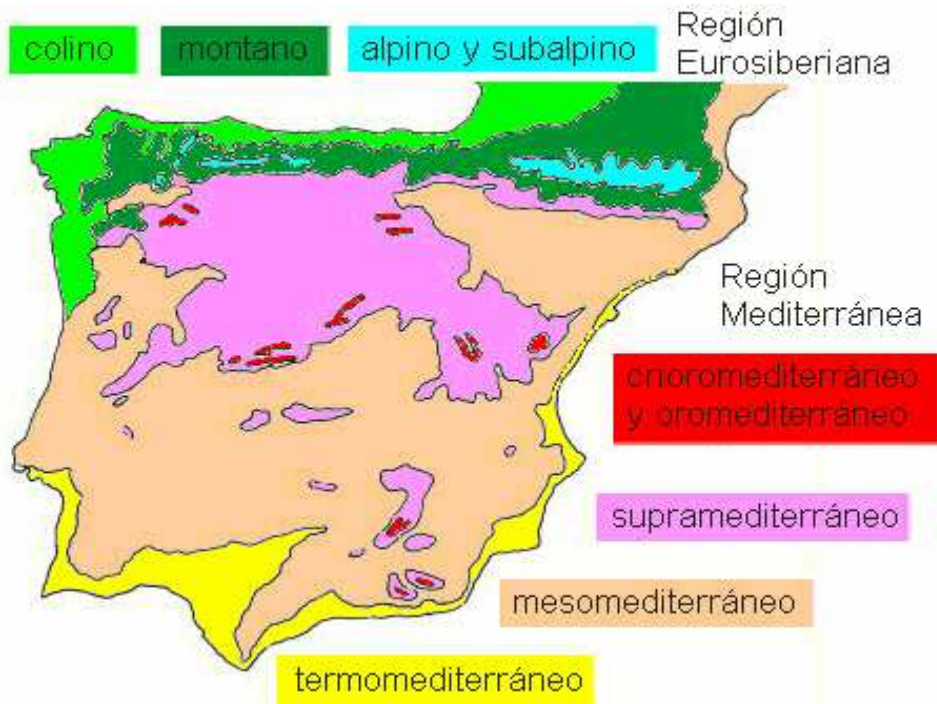 colino
montano
alpino y subalpino
Región
Eurosiberiana
Región
Mediterránea
crioromediterráneo
y oromediterráneo
supramediterráneo
mesomediterráneo
termomediterráneo